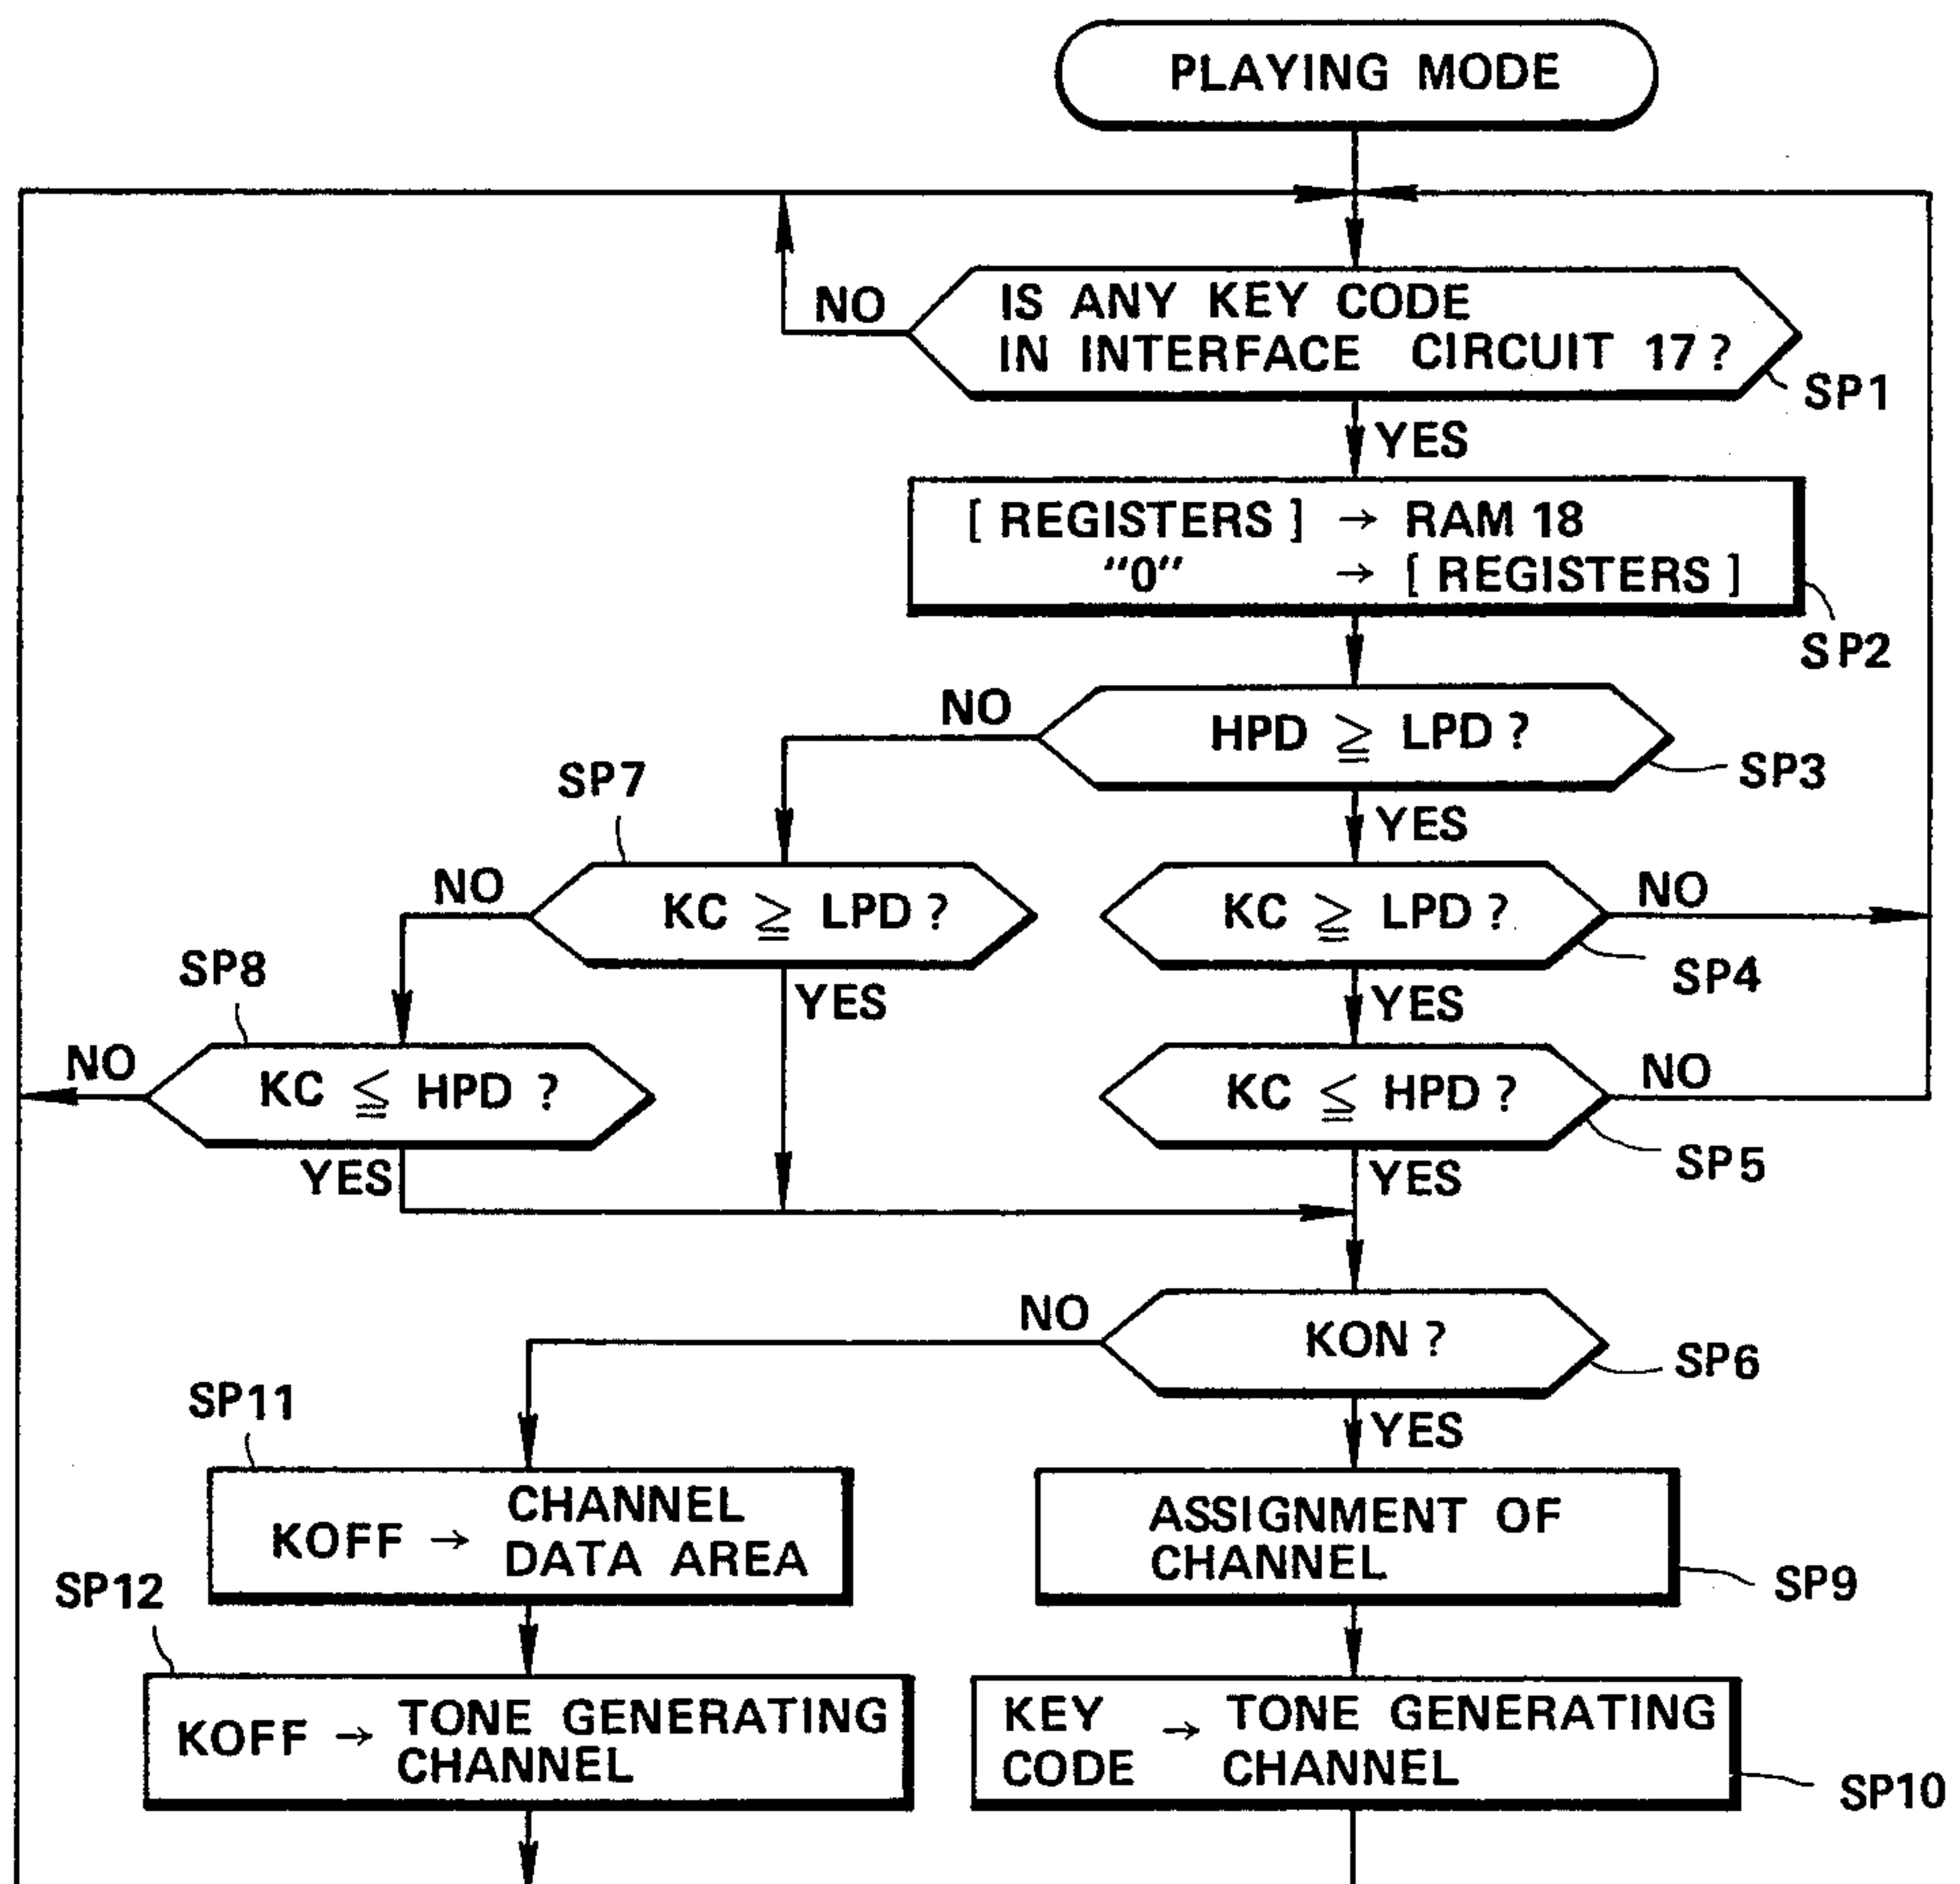 PLAYING MODE
NO
IS ANY KEY CODE
IN INTERFACE CIRCUIT 17 ?
SP1
YES
[ REGISTERS ] → RAM 18
"0" → [ REGISTERS ]
SP2
NO
HPD ≧ LPD ?
SP3
SP7
YES
NO
KC ≧ LPD ?
KC ≧ LPD ?
NO
SP4
SP8
YES
YES
NO
KC ≦ HPD ?
KC ≦ HPD ?
NO
SP5
YES
YES
NO
KON ?
SP6
SP11
YES
KOFF → CHANNEL
DATA AREA
ASSIGNMENT OF
CHANNEL
SP9
SP12
KOFF → TONE GENERATING
CHANNEL
KEY
CODE → TONE GENERATING
CHANNEL
SP10